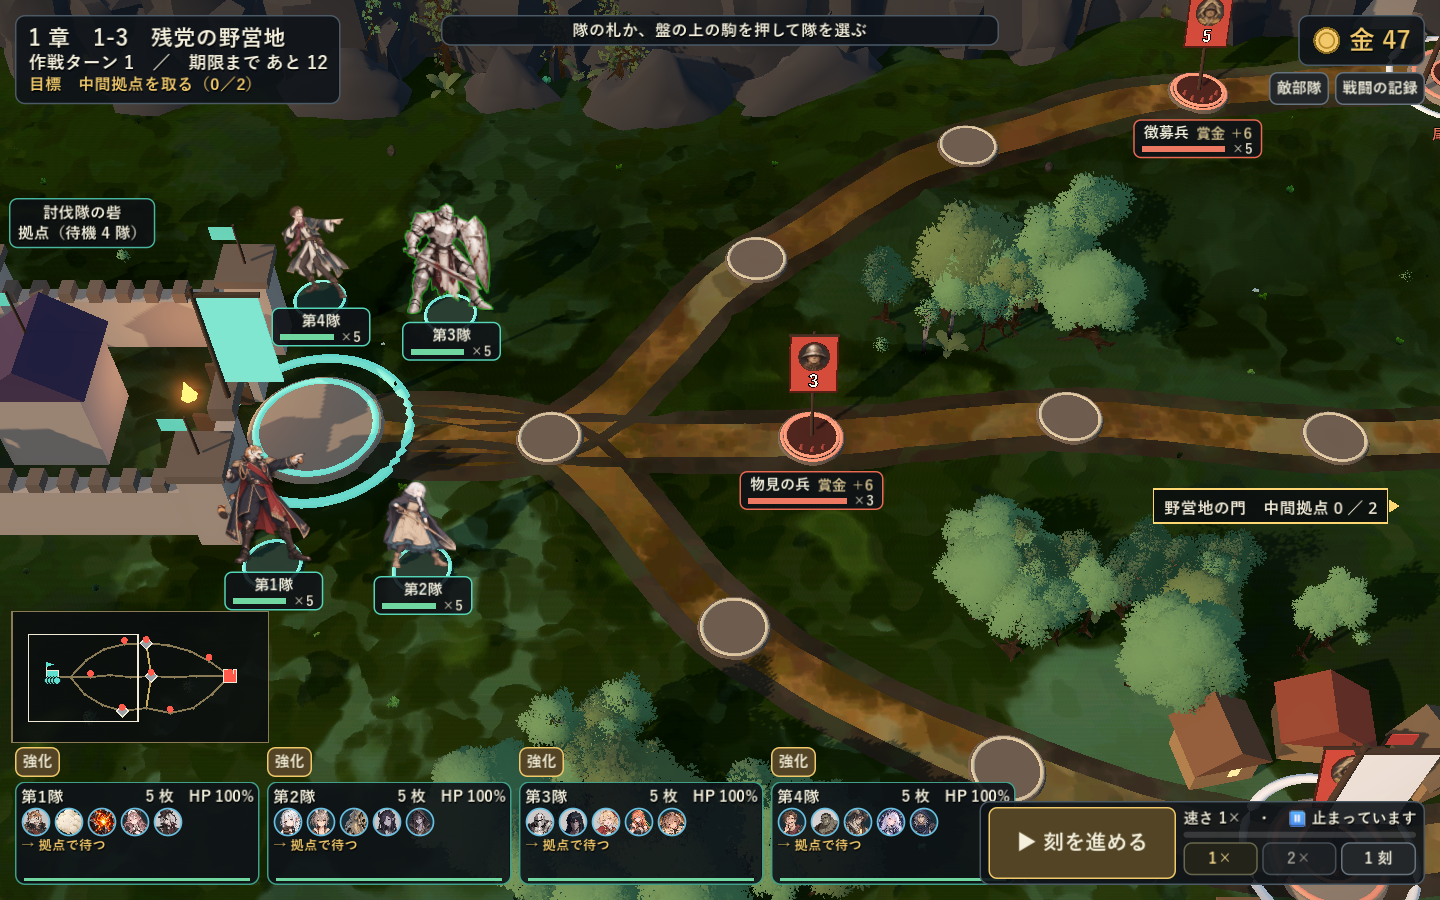 1 章　1-3　残党の野営地
作戦ターン 1　／　期限まで あと 12
目標　中間拠点を取る（0／2）
隊の札か、盤の上の駒を押して隊を選ぶ
金 47
敵部隊
戦闘の記録
5
徴募兵 賞金 +6
×5
討伐隊の砦
拠点（待機 4 隊）
第4隊
×5
第3隊
×5
3
物見の兵 賞金 +6
×3
野営地の門　中間拠点 0 ／ 2
第1隊
×5
第2隊
×5
強化
第1隊 5 枚 HP 100%
→ 拠点で待つ
強化
第2隊 5 枚 HP 100%
→ 拠点で待つ
強化
第3隊 5 枚 HP 100%
→ 拠点で待つ
強化
第4隊 5 枚 HP 100%
→ 拠点で待つ
▶ 刻を進める
速さ 1× ・ ⏸ 止まっています
1×
2×
1 刻